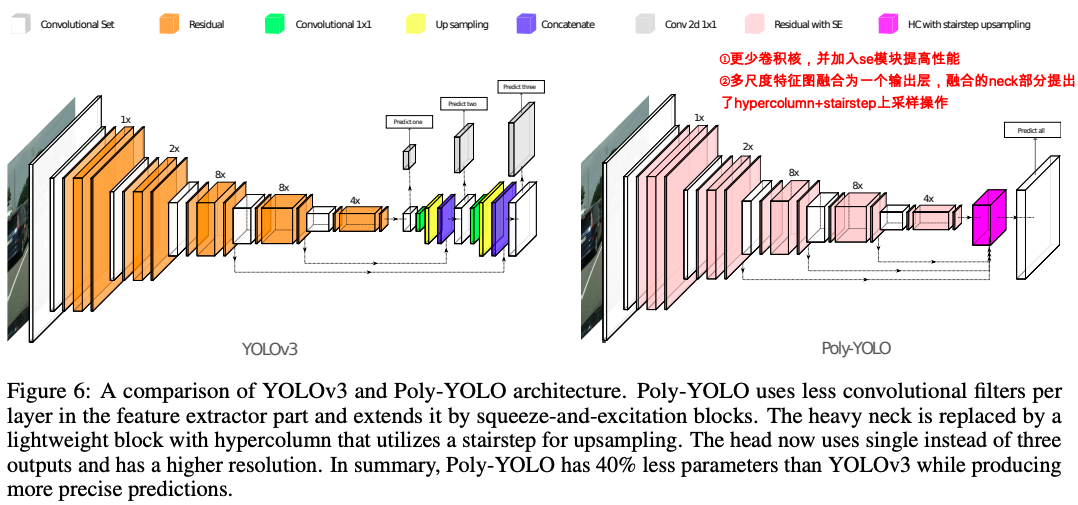 Convolutional Set
Residual
Convolutional 1x1
Up sampling
Concatenate
Conv 2d 1x1
Residual with SE
HC with stairstep upsampling
①更少卷积核，并加入se模块提高性能
②多尺度特征图融合为一个输出层，融合的neck部分提出
了hypercolumn+stairstep上采样操作
1x
2x
8x
8x
4x
Predict one
Predict two
Predict three
YOLOv3
1x
2x
8x
8x
4x
Predict all
Poly-YOLO
Figure 6: A comparison of YOLOv3 and Poly-YOLO architecture. Poly-YOLO uses less convolutional filters per
layer in the feature extractor part and extends it by squeeze-and-excitation blocks. The heavy neck is replaced by a
lightweight block with hypercolumn that utilizes a stairstep for upsampling. The head now uses single instead of three
outputs and has a higher resolution. In summary, Poly-YOLO has 40% less parameters than YOLOv3 while producing
more precise predictions.